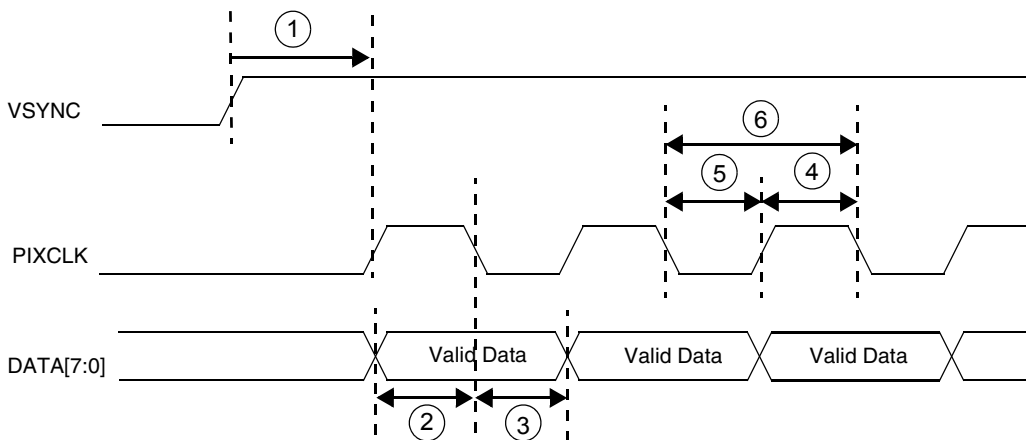 1
VSYNC
6
5 4
PIXCLK
Valid Data Valid Data Valid Data
DATA[7:0]
2 3